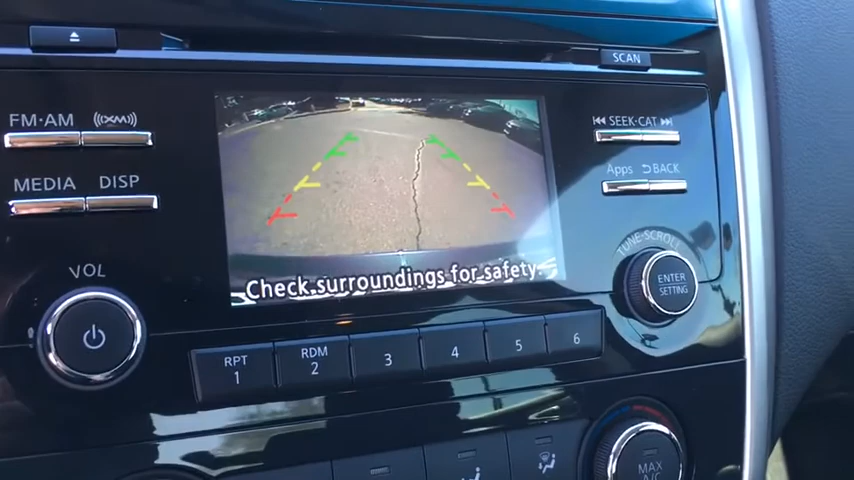 SCAN
FM·AM
((XM))
SEEK·CAT
MEDIA
DISP
Apps
BACK
TUNE·SCROLL
Check surroundings for safety
VOL
ENTER
SETTING
RPT
1
RDM
2
3
4
5
6
MAX
A/C